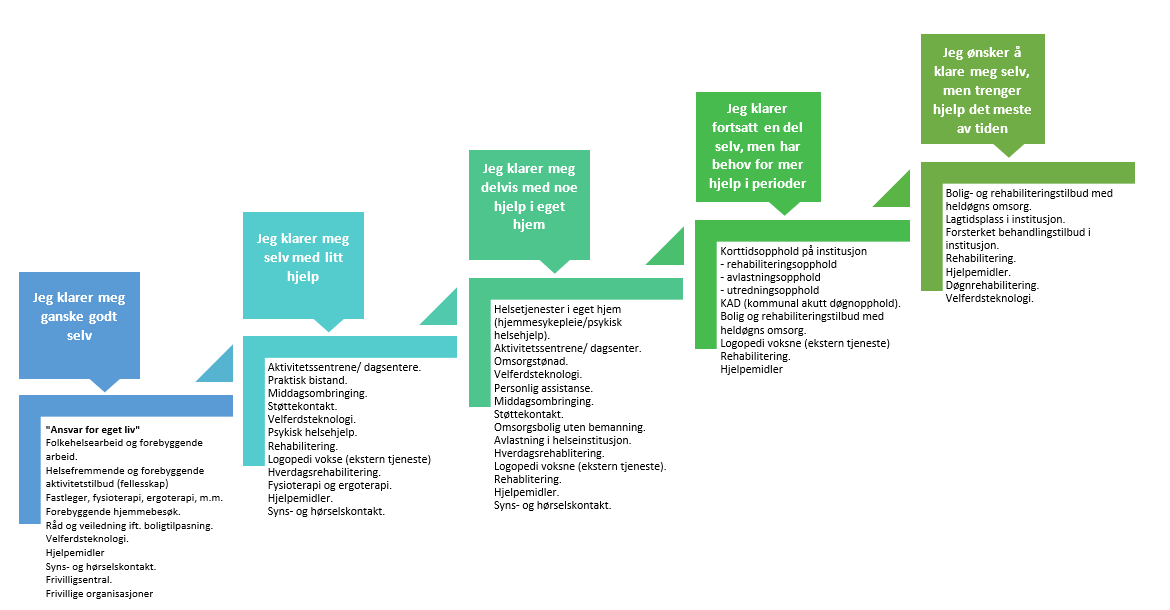 Jeg klarer meg
ganske godt
selv
"Ansvar for eget liv"
Folkehelsearbeid og forebyggende
arbeid.
Helsefremmende og forebyggende
aktivitetstilbud (fellesskap)
Fastleger, fysioterapi, ergoterapi, m.m.
Forebyggende hjemmebesøk.
Råd og veiledning ift. boligtilpasning.
Velferdsteknologi.
Hjelpemidler
Syns- og hørselskontakt.
Frivilligsentral.
Frivillige organisasjoner
Jeg klarer meg
selv med litt
hjelp
Aktivitetssentrene/ dagsentere.
Praktisk bistand.
Middagsombringing.
Støttekontakt.
Velferdsteknologi.
Psykisk helsehjelp.
Rehabilitering.
Logopedi vokse (ekstern tjeneste)
Hverdagsrehabilitering.
Fysioterapi og ergoterapi.
Hjelpemidler.
Syns- og hørselskontakt.
Jeg klarer meg
delvis med noe
hjelp i eget
hjem
Helsetjenester i eget hjem
(hjemmesykepleie/psykisk
helsehjelp).
Aktivitetssentrene/ dagsenter.
Omsorgstønad.
Velferdsteknologi.
Personlig assistanse.
Middagsombringing.
Støttekontakt.
Omsorgsbolig uten bemanning.
Avlastning i helseinstitusjon.
Hverdagsrehabilitering.
Logopedi voksne (ekstern tjeneste).
Rehablitering.
Hjelpemidler.
Syns- og hørselskontakt.
Jeg klarer
fortsatt en del
selv, men har
behov for mer
hjelp i perioder
Korttidsopphold på institusjon
- rehabiliteringsopphold
- avlastningsopphold
- utredningsopphold
KAD (kommunal akutt døgnopphold).
Bolig og rehabiliteringstilbud med
heldøgns omsorg.
Logopedi voksne (ekstern tjeneste)
Rehabilitering.
Hjelpemidler
Jeg ønsker å
klare meg selv,
men trenger
hjelp det meste
av tiden
Bolig- og rehabiliteringstilbud med
heldøgns omsorg.
Lagtidsplass i institusjon.
Forsterket behandlingstilbud i
institusjon.
Rehabilitering.
Hjelpemidler.
Døgnrehabilitering.
Velferdsteknologi.